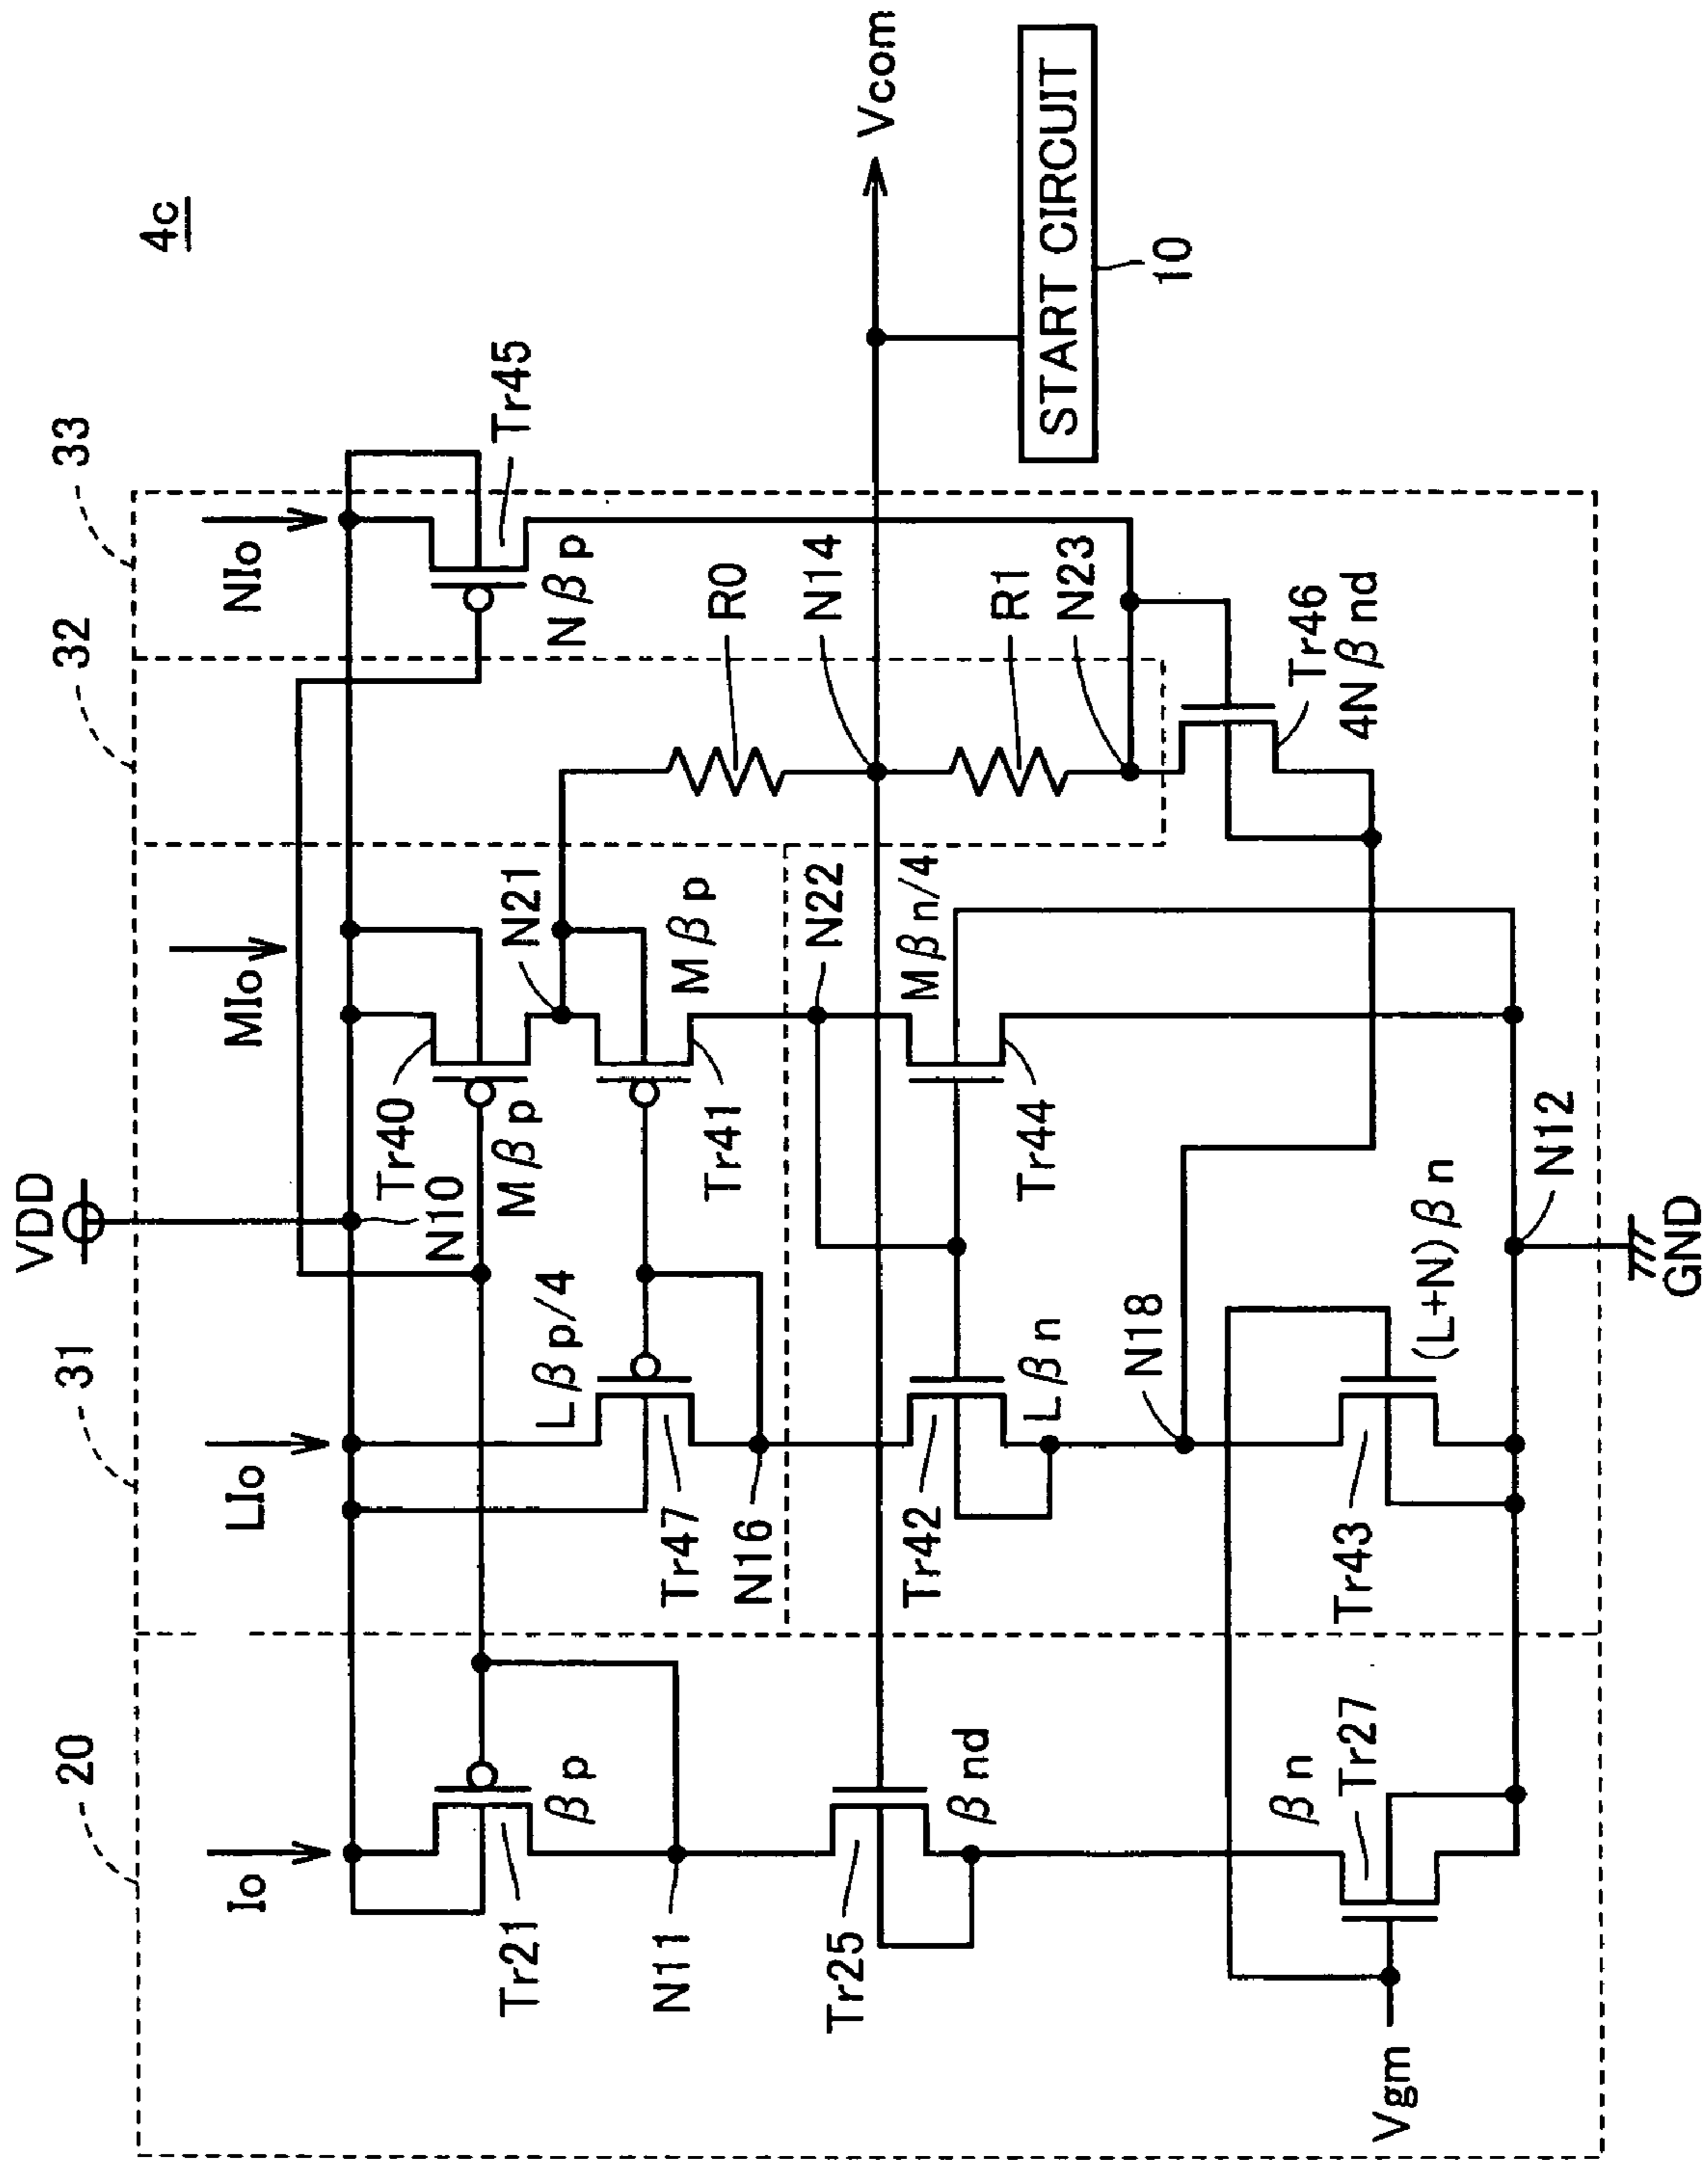 4c
20
31
32
33
VDD
Io
LIo
MIo
NIo
N10
Tr21
βp
Tr40
Mβp
N21
Tr45
Nβp
Lβp/4
Tr47
Tr41
Mβp
R0
N11
N16
N22
N14
Vcom
Tr25
βnd
Tr42
Lβn
Tr44
Mβn/4
R1
N23
START CIRCUIT
10
N18
Tr46
4Nβnd
Vgm
βn
Tr27
Tr43
(L+N)βn
N12
GND